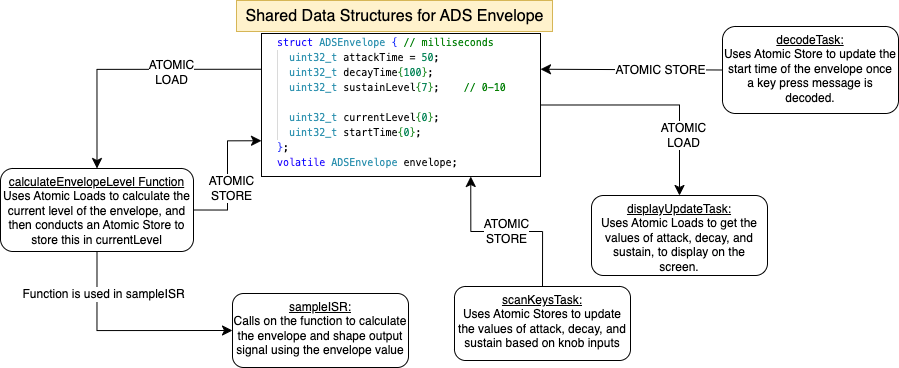 Shared Data Structures for ADS Envelope
struct ADSEnvelope { // milliseconds
uint32_t attackTime = 50;
uint32_t decayTime{100};
uint32_t sustainLevel{7};    // 0-10
uint32_t currentLevel{0};
uint32_t startTime{0};
};
volatile ADSEnvelope envelope;
decodeTask:
Uses Atomic Store to update the
start time of the envelope once
a key press message is
decoded.
ATOMIC STORE
ATOMIC
LOAD
ATOMIC
LOAD
ATOMIC
STORE
calculateEnvelopeLevel Function
Uses Atomic Loads to calculate the
current level of the envelope, and
then conducts an Atomic Store to
store this in currentLevel
displayUpdateTask:
Uses Atomic Loads to get the
values of attack, decay, and
sustain, to display on the
screen.
ATOMIC
STORE
Function is used in sampleISR
sampleISR:
Calls on the function to calculate
the envelope and shape output
signal using the envelope value
scanKeysTask:
Uses Atomic Stores to update
the values of attack, decay, and
sustain based on knob inputs